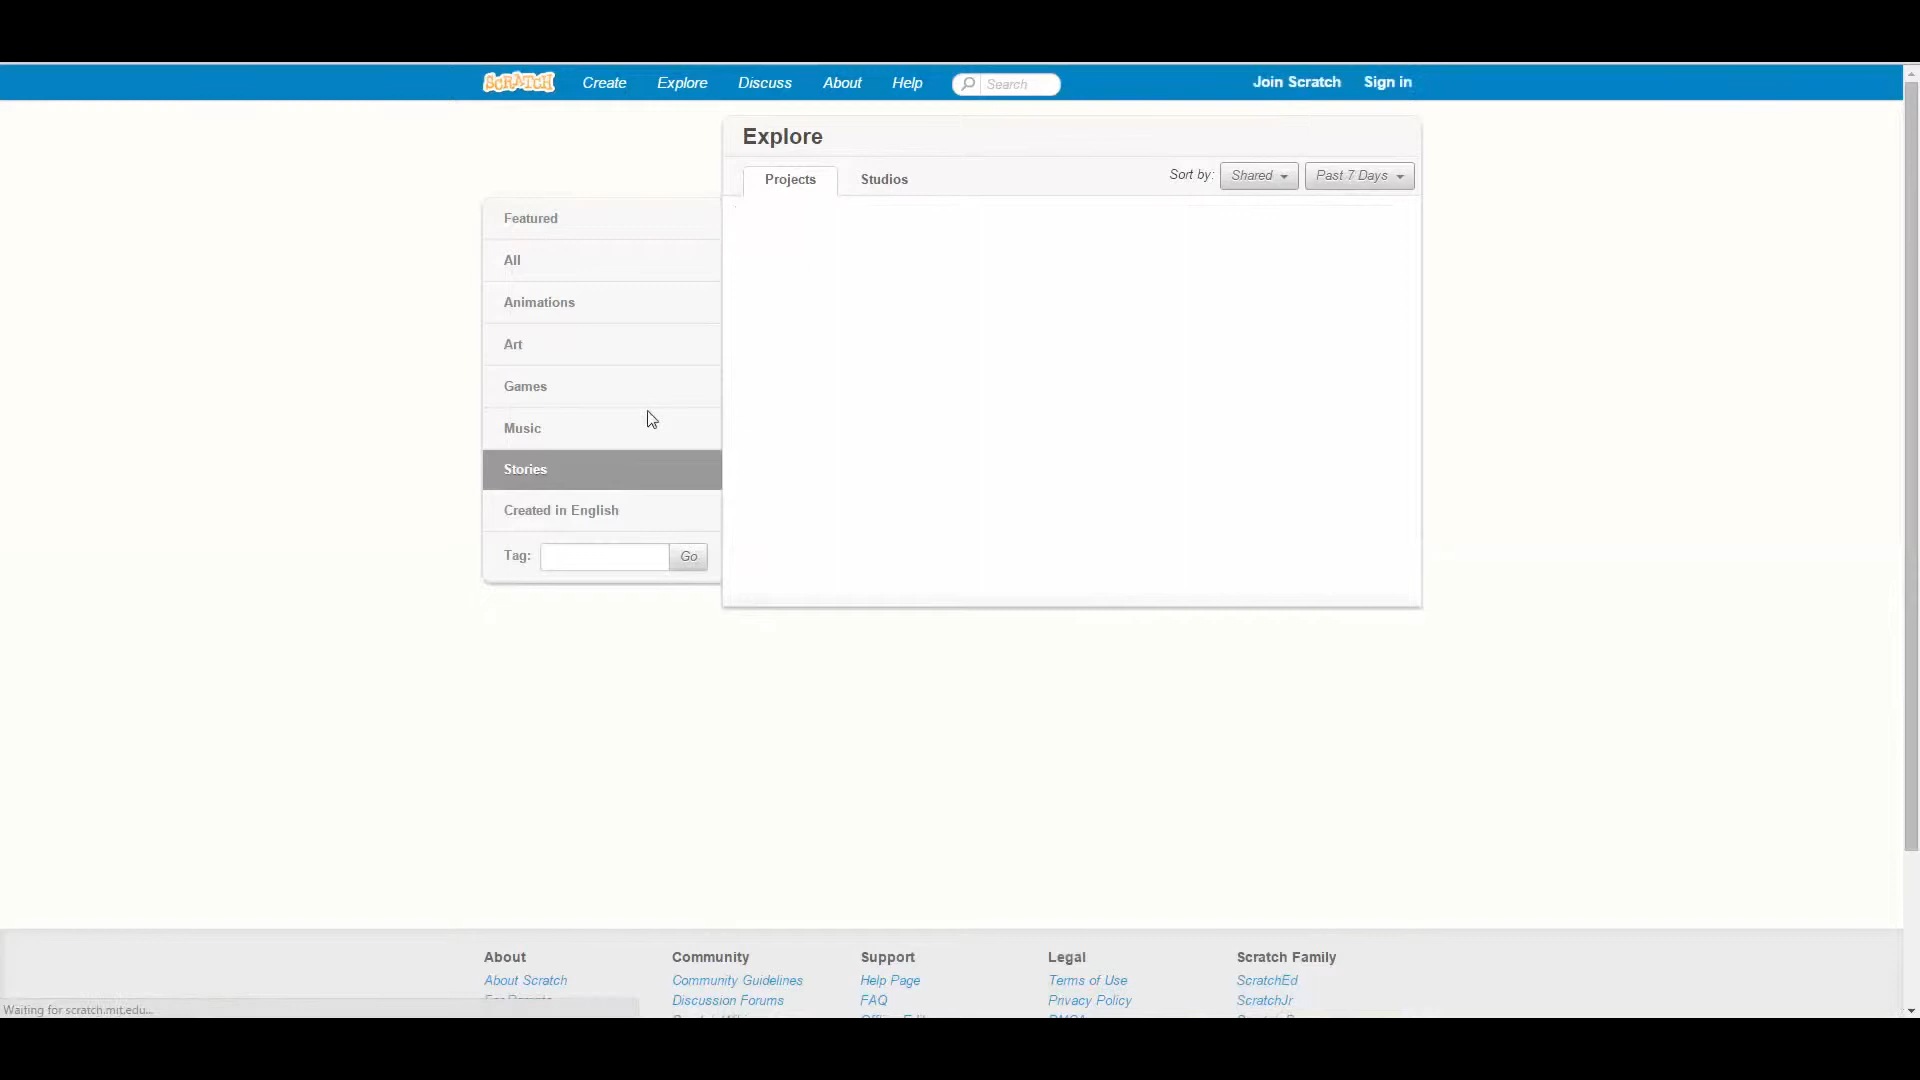 SCRATCH Create Explore Discuss About Help Search Join Scratch Sign in
Explore
Projects Studios Sort by: Shared Past 7 Days
Featured
All
Animations
Art
Games
Music
Stories
Created in English
Tag: Go
About Community Support Legal Scratch Family
About Scratch Community Guidelines Help Page Terms of Use ScratchEd
For Parents Discussion Forums FAQ Privacy Policy ScratchJr
Waiting for scratch.mit.edu...